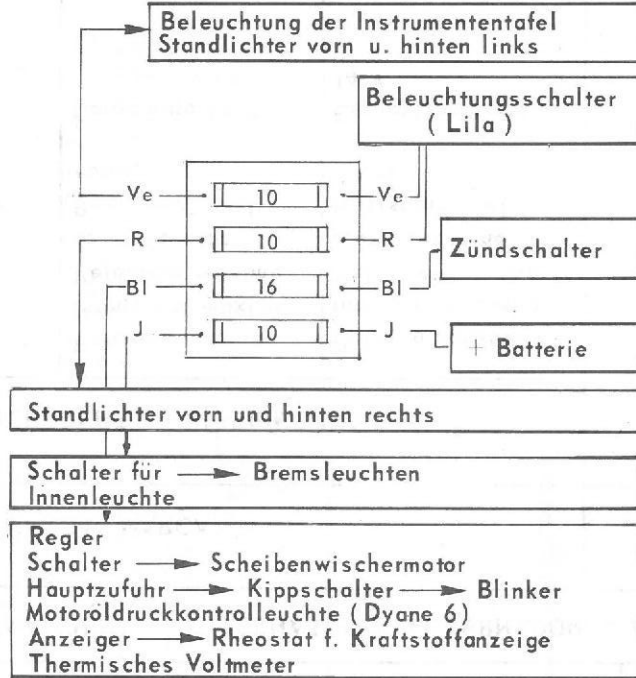 Beleuchtung der Instrumententafel
Standlichter vorn u. hinten links
Beleuchtungsschalter
( Lila )
Ve 10 Ve
R 10 R
Zündschalter
Bl 16 Bl
J 10 J
+ Batterie
Standlichter vorn und hinten rechts
Schalter für → Bremsleuchten
Innenleuchte
Regler
Schalter → Scheibenwischermotor
Hauptzufuhr → Kippschalter → Blinker
Motoröldruckkontrolleuchte ( Dyane 6 )
Anzeiger → Rheostat f. Kraftstoffanzeige
Thermisches Voltmeter